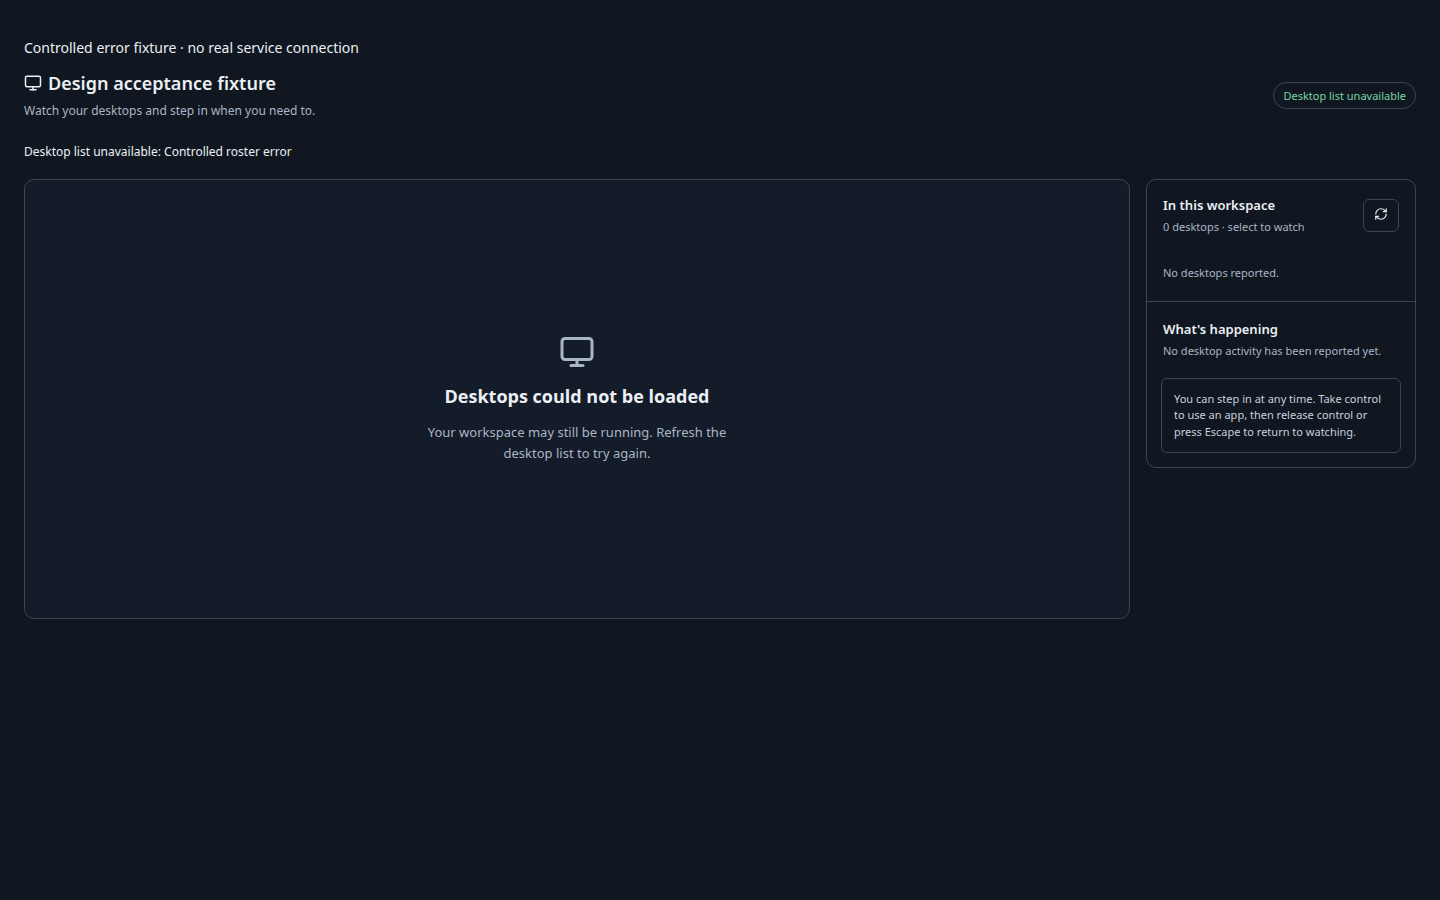 Controlled error fixture · no real service connection
Design acceptance fixture
Watch your desktops and step in when you need to.
Desktop list unavailable
Desktop list unavailable: Controlled roster error
Desktops could not be loaded
Your workspace may still be running. Refresh the
desktop list to try again.
In this workspace
0 desktops · select to watch
No desktops reported.
What's happening
No desktop activity has been reported yet.
You can step in at any time. Take control
to use an app, then release control or
press Escape to return to watching.